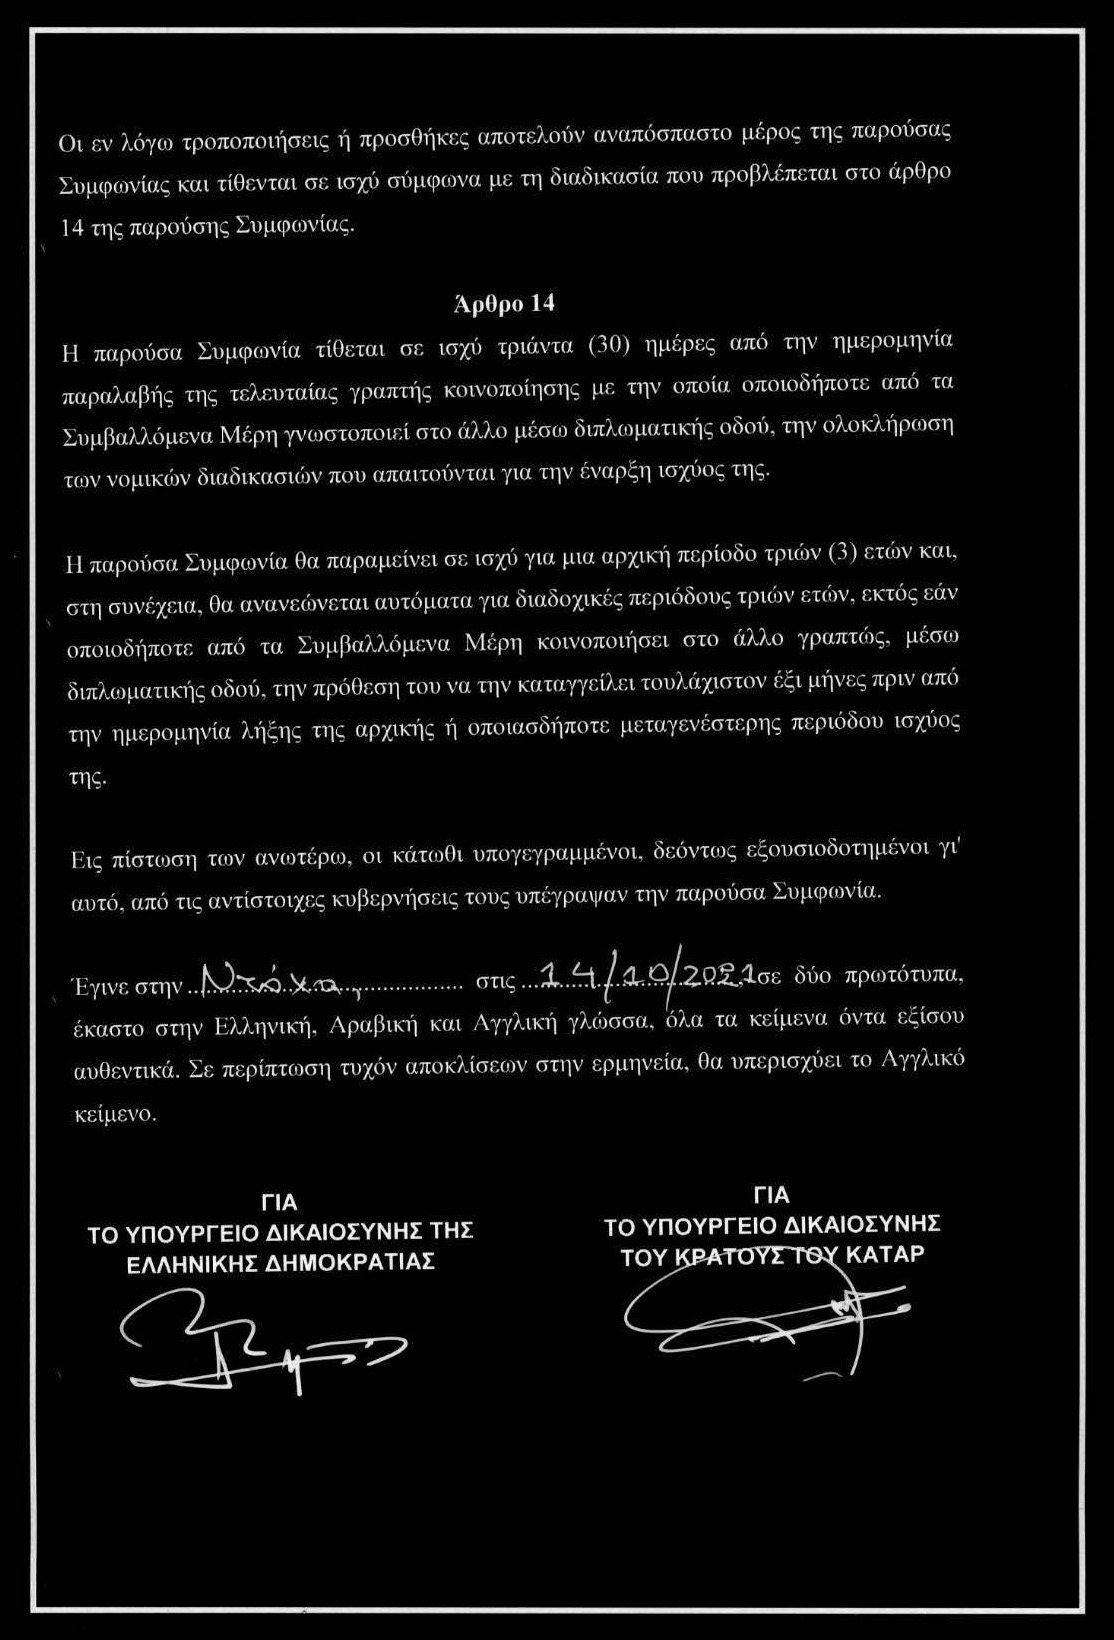 Οι εν λόγω τροποποιήσεις ή προσθήκες αποτελούν αναπόσπαστο μέρος της παρούσας
Συμφωνίας και τίθενται σε ισχύ σύμφωνα με τη διαδικασία που προβλέπεται στο άρθρο
14 της παρούσης Συμφωνίας.
Άρθρο 14
Η παρούσα Συμφωνία τίθεται σε ισχύ τριάντα (30) ημέρες από την ημερομηνία
παραλαβής της τελευταίας γραπτής κοινοποίησης με την οποία οποιοδήποτε από τα
Συμβαλλόμενα Μέρη γνωστοποιεί στο άλλο μέσω διπλωματικής οδού, την ολοκλήρωση
των νομικών διαδικασιών που απαιτούνται για την έναρξη ισχύος της.
Η παρούσα Συμφωνία θα παραμείνει σε ισχύ για μια αρχική περίοδο τριών (3) ετών και,
στη συνέχεια, θα ανανεώνεται αυτόματα για διαδοχικές περιόδους τριών ετών, εκτός εάν
οποιοδήποτε από τα Συμβαλλόμενα Μέρη κοινοποιήσει στο άλλο γραπτώς, μέσω
διπλωματικής οδού, την πρόθεση του να την καταγγείλει τουλάχιστον έξι μήνες πριν από
την ημερομηνία λήξης της αρχικής ή οποιασδήποτε μεταγενέστερης περιόδου ισχύος
της.
Εις πίστωση των ανωτέρω, οι κάτωθι υπογεγραμμένοι, δεόντως εξουσιοδοτημένοι γι'
αυτό, από τις αντίστοιχες κυβερνήσεις τους υπέγραψαν την παρούσα Συμφωνία.
Έγινε στην Ντόχα, στις 14/10/2021 σε δύο πρωτότυπα,
έκαστο στην Ελληνική, Αραβική και Αγγλική γλώσσα, όλα τα κείμενα όντα εξίσου
αυθεντικά. Σε περίπτωση τυχόν αποκλίσεων στην ερμηνεία, θα υπερισχύει το Αγγλικό
κείμενο.
ΓΙΑ
ΤΟ ΥΠΟΥΡΓΕΙΟ ΔΙΚΑΙΟΣΥΝΗΣ ΤΗΣ
ΕΛΛΗΝΙΚΗΣ ΔΗΜΟΚΡΑΤΙΑΣ
ΓΙΑ
ΤΟ ΥΠΟΥΡΓΕΙΟ ΔΙΚΑΙΟΣΥΝΗΣ
ΤΟΥ ΚΡΑΤΟΥΣ ΤΟΥ ΚΑΤΑΡ